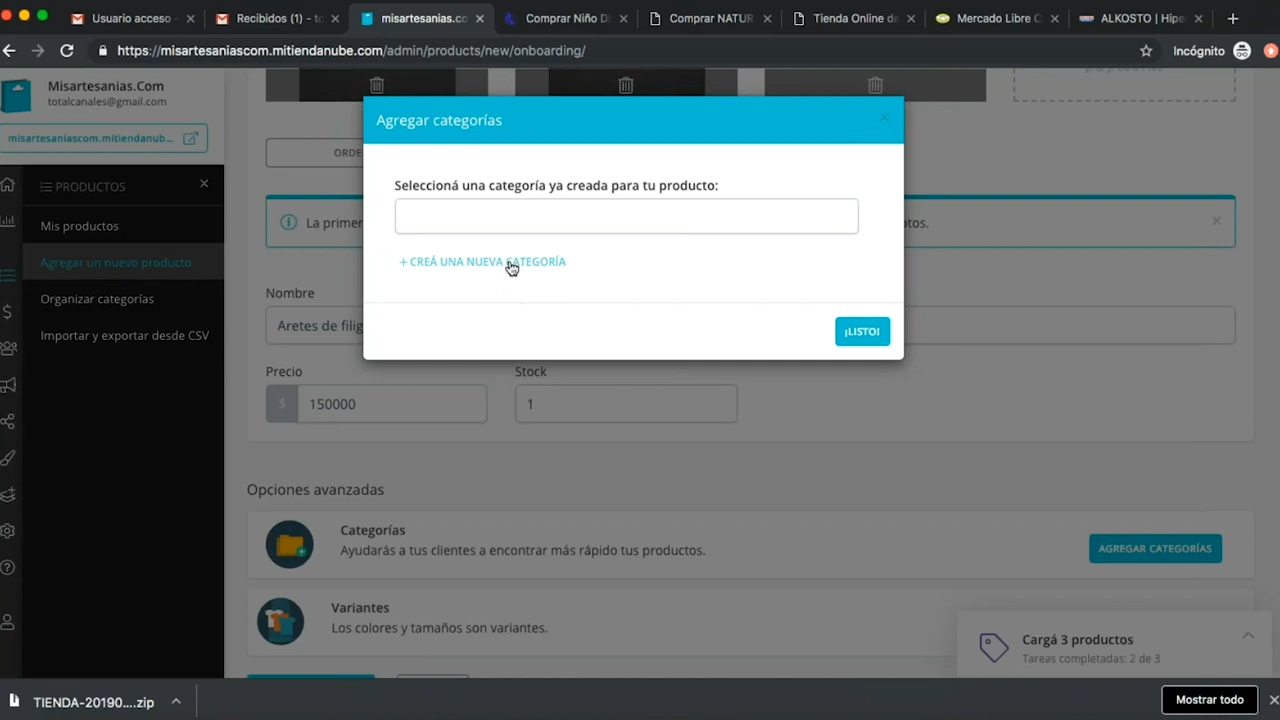 Usuario acceso
Recibidos (1) - to
misartesanias.co
Comprar Niño D
Comprar NATUR
Tienda Online da
Mercado Libre C
ALKOSTO | Hipe
https://misartesaniascom.mitiendanube.com/admin/products/new/onboarding/
Incógnito
Misartesanias.Com
totalcanales@gmail.com
misartesaniascom.mitiendanub...
PRODUCTOS
Mis productos
Agregar un nuevo producto
Organizar categorías
Importar y exportar desde CSV
Agregar categorías
Seleccioná una categoría ya creada para tu producto:
+ CREÁ UNA NUEVA CATEGORÍA
¡LISTO!
ORDE
La primer
otos.
Nombre
Aretes de filig
Precio
Stock
$ 150000
1
Opciones avanzadas
Categorías
Ayudarás a tus clientes a encontrar más rápido tus productos.
AGREGAR CATEGORÍAS
Variantes
Los colores y tamaños son variantes.
Cargá 3 productos
Tareas completadas: 2 de 3
TIENDA-20190....zip
Mostrar todo